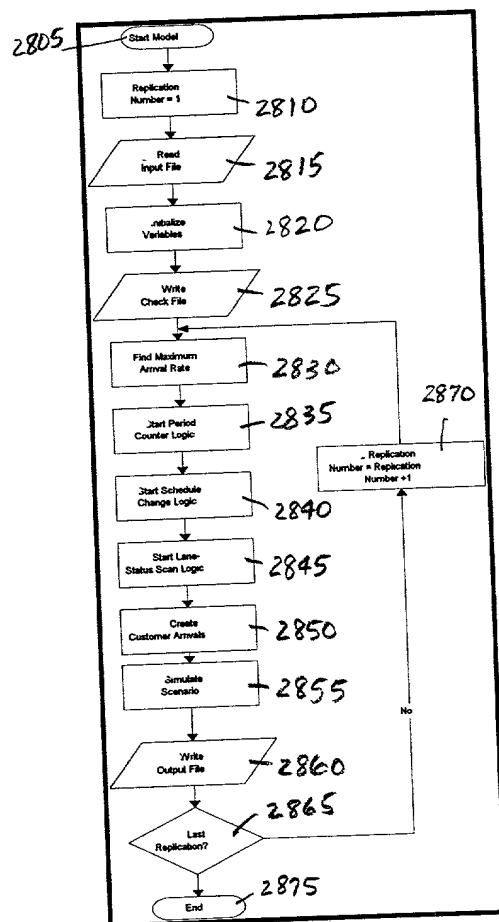 2805
Start Model
Replication
Number = 1
2810
Read
Input File
2815
Initialize
Variables
2820
Write
Check File
2825
Find Maximum
Arrival Rate
2830
Start Period
Counter Logic
2835
2870
Replication
Number = Replication
Number +1
Start Schedule
Change Logic
2840
Start Lane-
Status Scan Logic
2845
Create
Customer Arrivals
2850
Simulate
Scenario
2855
No
Write
Output File
2860
2865
Last
Replication?
End
2875